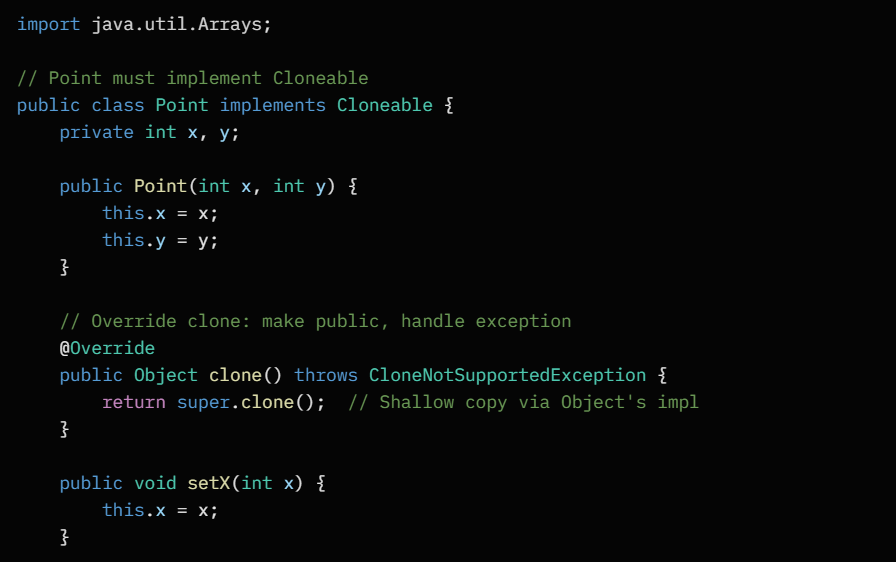 import java.util.Arrays;
// Point must implement Cloneable
public class Point implements Cloneable {
    private int x, y;
    public Point(int x, int y) {
        this.x = x;
        this.y = y;
    }
    // Override clone: make public, handle exception
    @Override
    public Object clone() throws CloneNotSupportedException {
        return super.clone();  // Shallow copy via Object's impl
    }
    public void setX(int x) {
        this.x = x;
    }